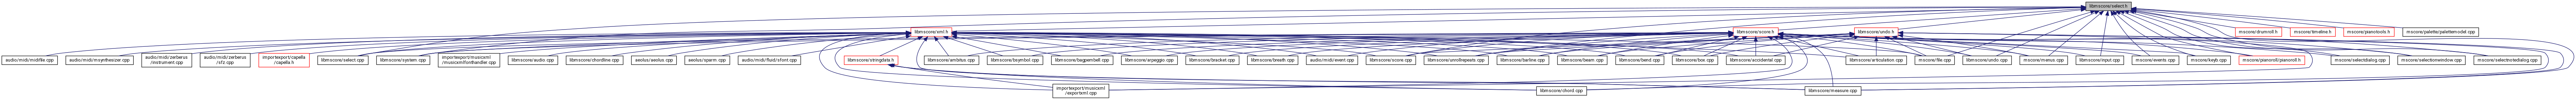 libmscore/select.h
libmscore/xml.h
libmscore/score.h
libmscore/undo.h
mscore/drumroll.h
mscore/timeline.h
mscore/pianotools.h
mscore/palette/palettemodel.cpp
audio/midi/midifile.cpp
audio/midi/msynthesizer.cpp
audio/midi/zerberus
/instrument.cpp
audio/midi/zerberus
/sfz.cpp
importexport/capella
/capella.h
libmscore/select.cpp
libmscore/system.cpp
importexport/musicxml
/musicxmlfonthandler.cpp
libmscore/audio.cpp
libmscore/chordline.cpp
aeolus/aeolus.cpp
aeolus/sparm.cpp
audio/midi/fluid/sfont.cpp
libmscore/stringdata.h
libmscore/ambitus.cpp
libmscore/bsymbol.cpp
libmscore/bagpembell.cpp
libmscore/arpeggio.cpp
libmscore/bracket.cpp
libmscore/breath.cpp
audio/midi/event.cpp
libmscore/score.cpp
libmscore/unrollrepeats.cpp
libmscore/barline.cpp
libmscore/beam.cpp
libmscore/bend.cpp
libmscore/box.cpp
libmscore/accidental.cpp
libmscore/articulation.cpp
mscore/file.cpp
libmscore/undo.cpp
mscore/menus.cpp
libmscore/input.cpp
mscore/events.cpp
mscore/keyb.cpp
mscore/pianoroll/pianoroll.h
mscore/selectdialog.cpp
mscore/selectionwindow.cpp
mscore/selectnotedialog.cpp
importexport/musicxml
/exportxml.cpp
libmscore/chord.cpp
libmscore/measure.cpp